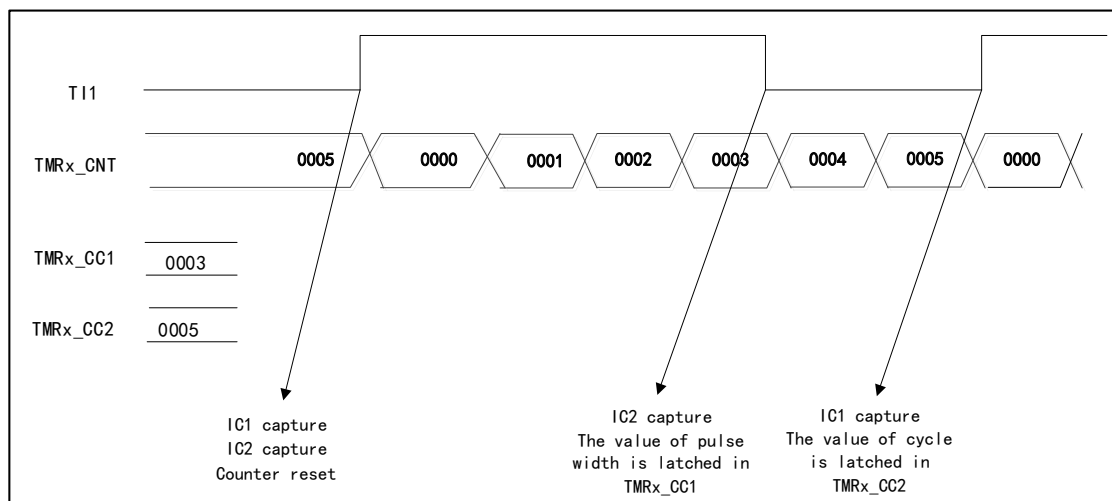 TI1
TMRx_CNT
0005 0000 0001 0002 0003 0004 0005 0000
TMRx_CC1
0003
TMRx_CC2
0005
IC1 capture
IC2 capture
Counter reset
IC2 capture
The value of pulse
width is latched in
TMRx_CC1
IC1 capture
The value of cycle
is latched in
TMRx_CC2